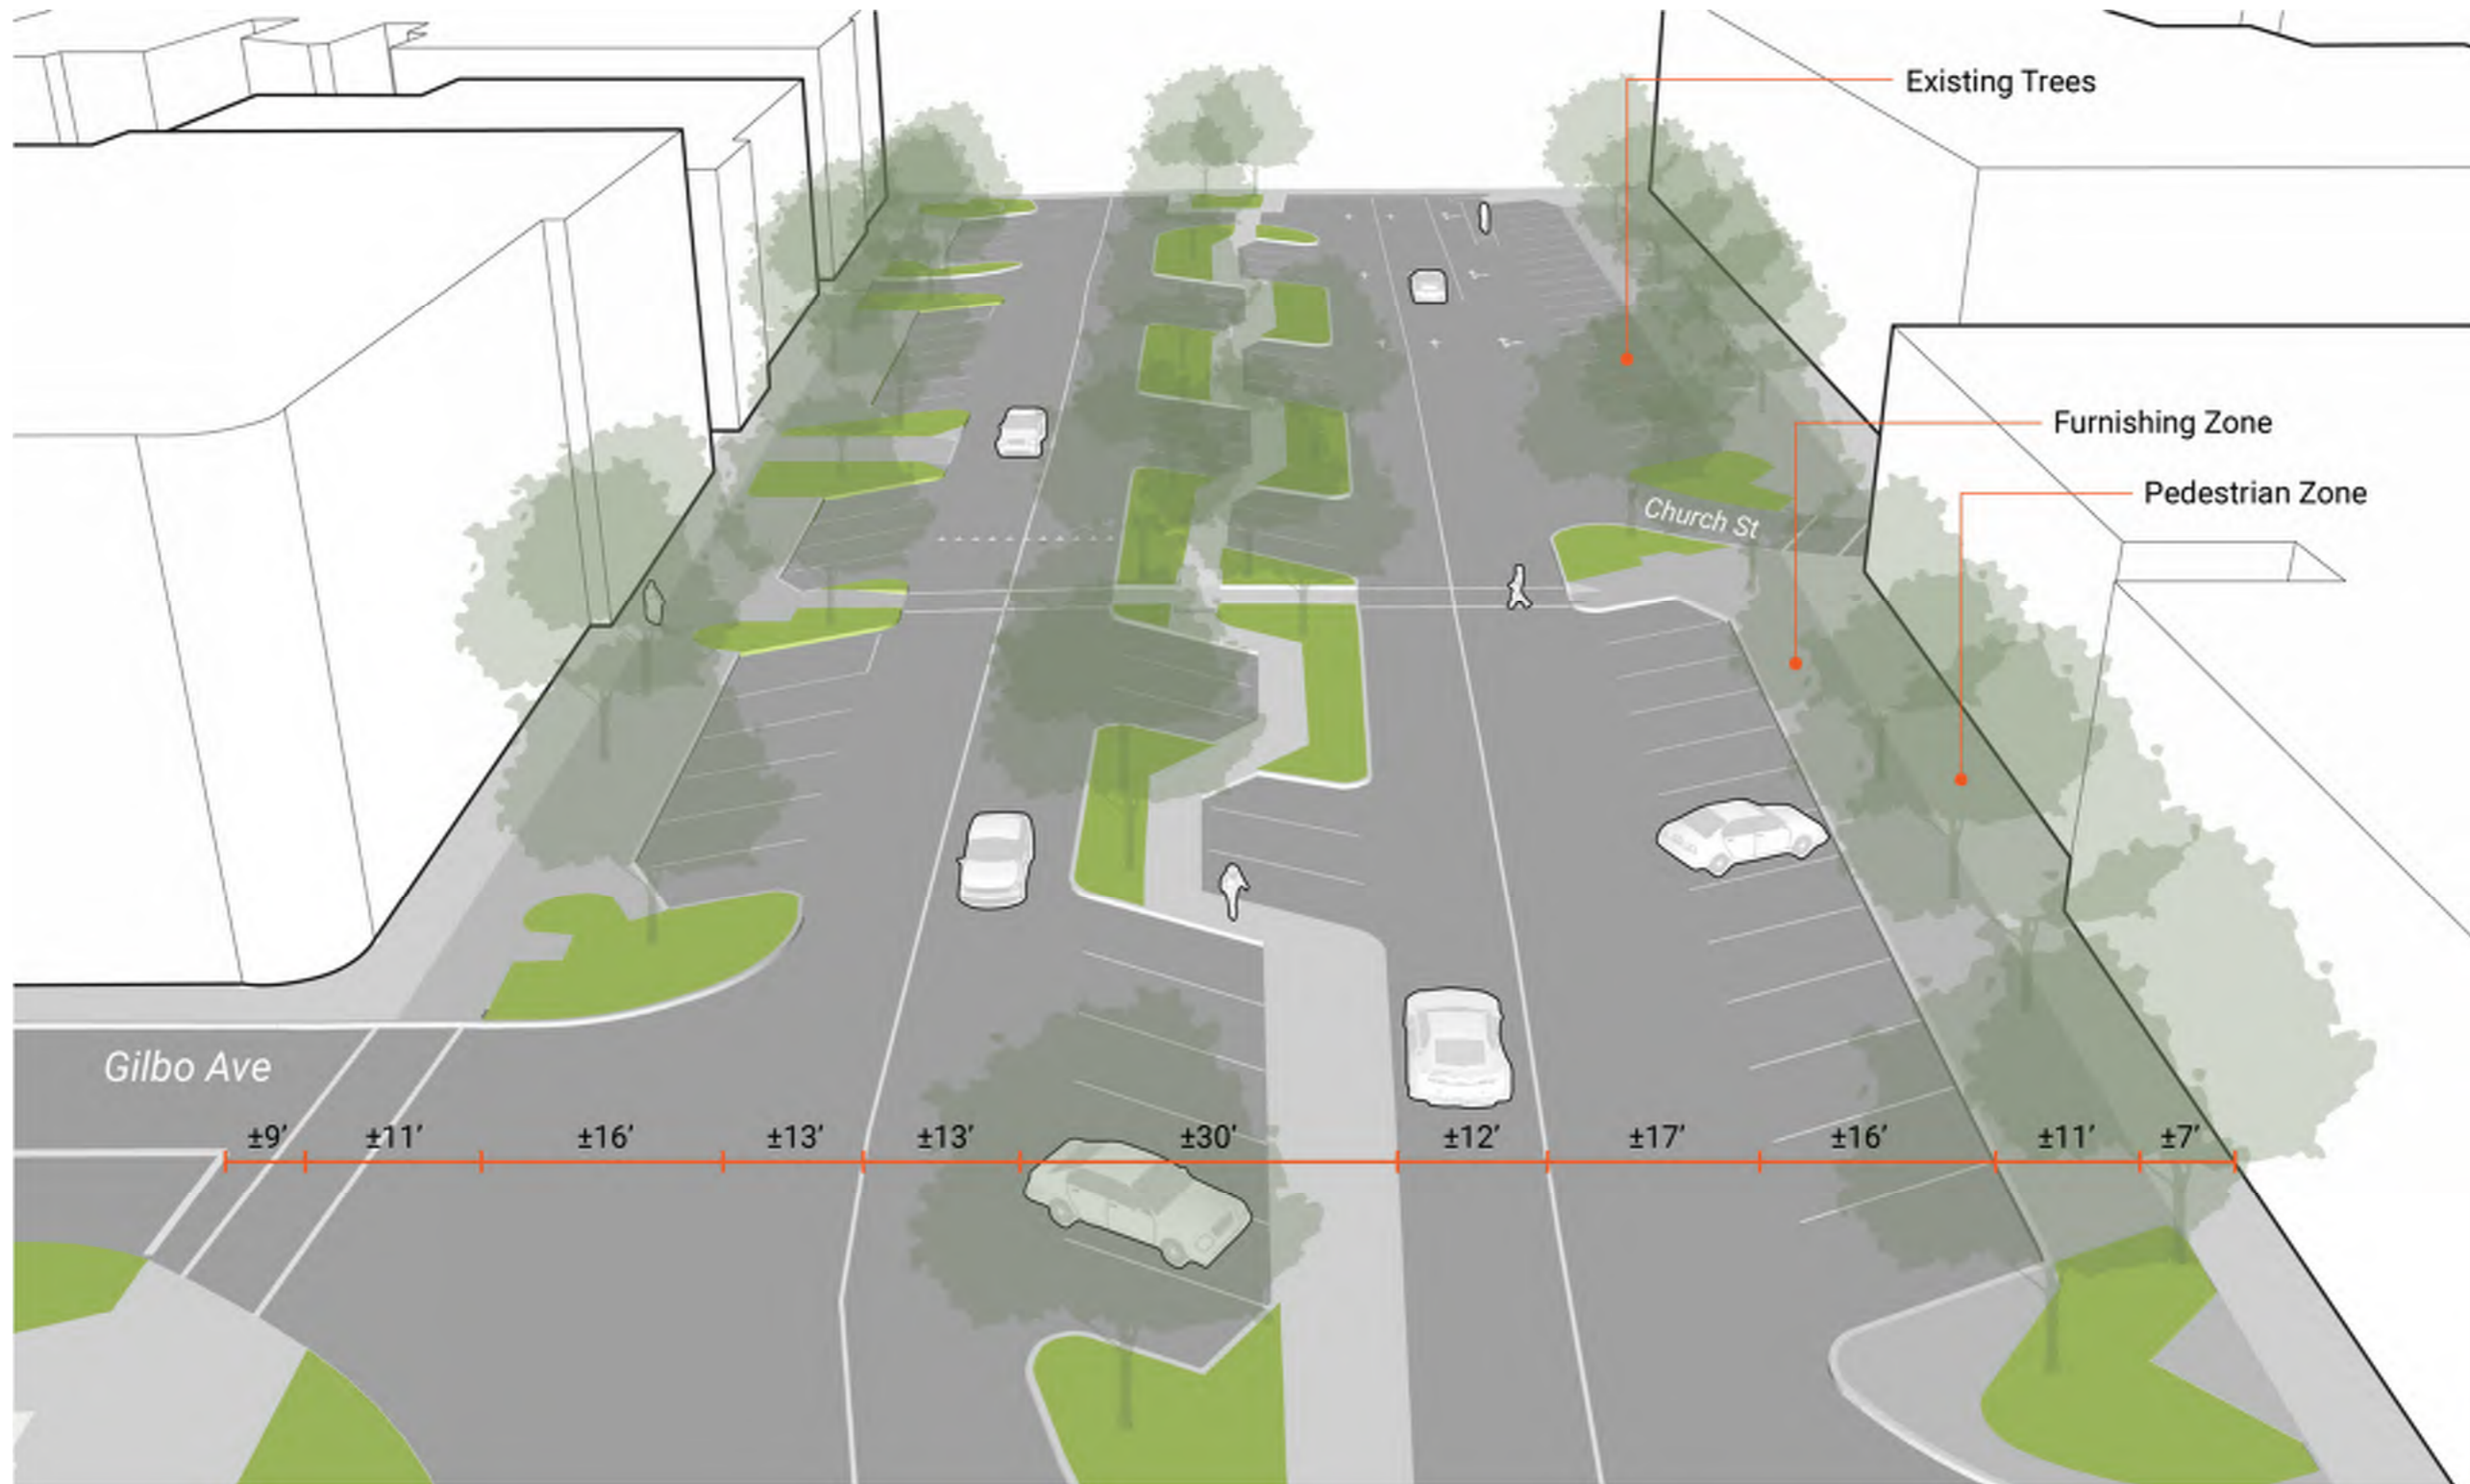 Existing Trees
Furnishing Zone
Pedestrian Zone
Church St
Gilbo Ave
±9’ ±11’ ±16’ ±13’ ±13’ ±30’ ±12’ ±17’ ±16’ ±11’ ±7’